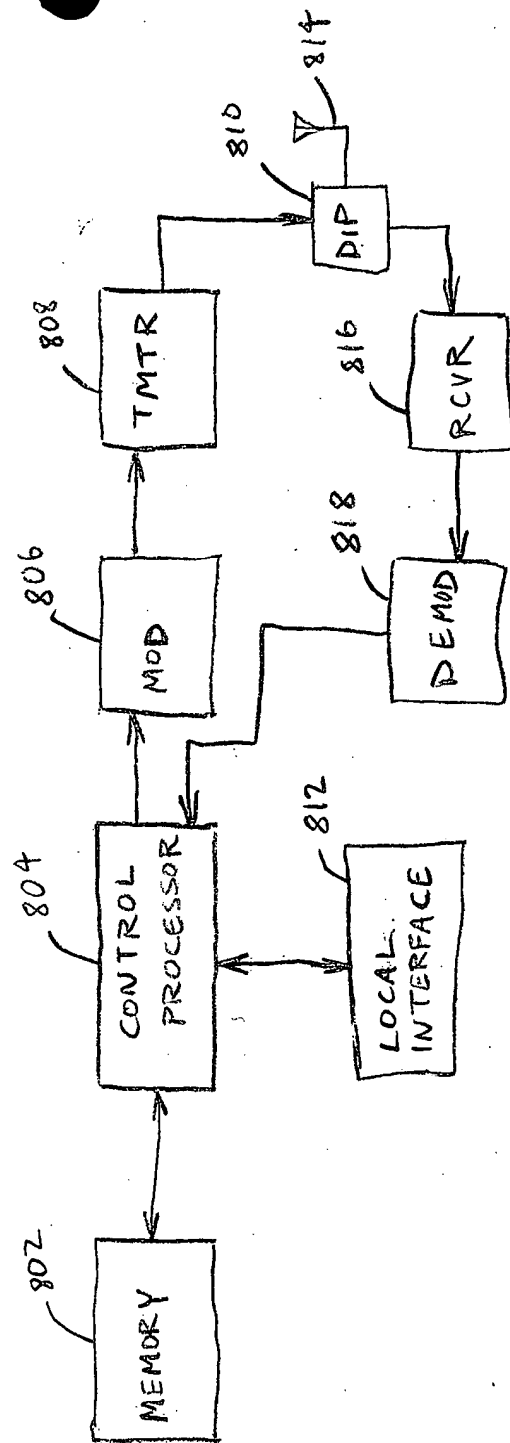 802
MEMORY
804
CONTROL
PROCESSOR
806
MOD
808
TMTR
810
DIP
814
812
LOCAL
INTERFACE
818
DEMOD
816
RCVR